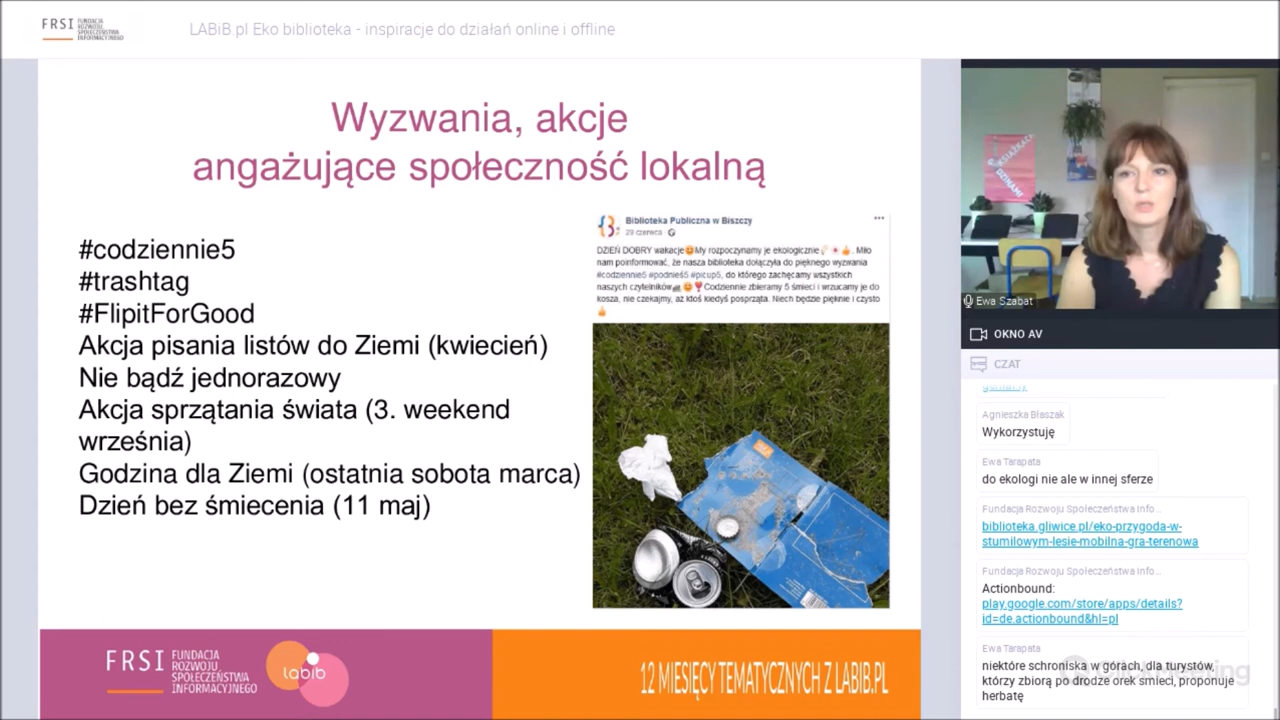 FRSI FUNDACJA
ROZWOJU
SPOŁECZEŃSTWA
INFORMACYJNEGO
LABiB.pl Eko biblioteka - inspiracje do działań online i offline
Wyzwania, akcje
angażujące społeczność lokalną
#codziennie5
#trashtag
#FlipitForGood
Akcja pisania listów do Ziemi (kwiecień)
Nie bądź jednorazowy
Akcja sprzątania świata (3. weekend
września)
Godzina dla Ziemi (ostatnia sobota marca)
Dzień bez śmiecenia (11 maj)
Biblioteka Publiczna w Biszczy
29 czerwca
DZIEŃ DOBRY wakacje My rozpoczynamy je ekologicznie. Miło
nam poinformować, że nasza biblioteka dołączyła do pięknego wyzwania
#codziennie5 #podnieś5 #picup5, do którego zachęcamy wszystkich
naszych czytelników Codziennie zbieramy 5 śmieci i wrzucamy je do
kosza, nie czekajmy, aż ktoś kiedyś posprząta. Niech będzie pięknie i czysto
FRSI FUNDACJA
ROZWOJU
SPOŁECZEŃSTWA
INFORMACYJNEGO
labib
12 MIESIĘCY TEMATYCZNYCH Z LABIB.PL
KSIĄŻKĄ
Ewa Szabat
OKNO AV
CZAT
Agnieszka Błaszak
Wykorzystuję
Ewa Tarapata
do ekologi nie ale w innej sferze
Fundacja Rozwoju Społeczeństwa Info...
biblioteka.gliwice.pl/eko-przygoda-w-
stumilowym-lesie-mobilna-gra-terenowa
Fundacja Rozwoju Społeczeństwa Info...
Actionbound:
play.google.com/store/apps/details?
id=de.actionbound&hl=pl
Ewa Tarapata
niektóre schroniska w górach, dla turystów,
którzy zbiorą po drodze orek śmieci, proponuje
herbatę